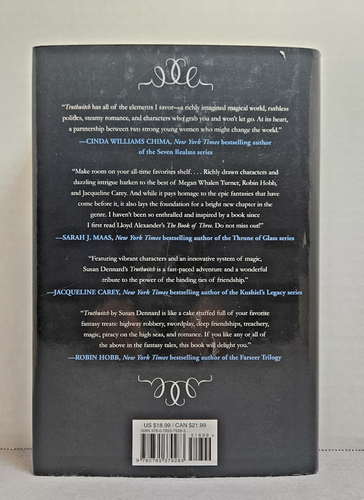 "Truthwitch has all of the elements I savor—a richly imagined magical world, ruthless
politics, steamy romance, and characters who grab you and won't let go. At its heart, a
partnership between two strong young women who might change the world."
—CINDA WILLIAMS CHIMA, New York Times bestselling author
of the Seven Realms series
"Make room on your all-time favorites shelf. . . . Richly drawn characters and
dazzling intrigue harken to the best of Megan Whalen Turner, Robin Hobb,
and Jacqueline Carey. And while it pays homage to the epic fantasies that have
come before it, it also lays the foundation for a bright new chapter in the
genre. I haven't been so enthralled and inspired by a book since
I first read Lloyd Alexander's The Book of Three. Do not miss out!"
—SARAH J. MAAS, New York Times bestselling author of the Throne of Glass series
"Featuring vibrant characters and an innovative system of magic,
Susan Dennard's Truthwitch is a fast-paced adventure and a wonderful
tribute to the power of the binding ties of friendship."
—JACQUELINE CAREY, New York Times bestselling author of the Kushiel's Legacy series
"Truthwitch by Susan Dennard is like a cake stuffed full of your favorite
fantasy treats: highway robbery, swordplay, deep friendships, treachery,
magic, piracy on the high seas, and romance. If you like any or all
of the above in the fantasy tales, this book will delight you."
—ROBIN HOBB, New York Times bestselling author of the Farseer Trilogy
US $18.99 / CAN $21.99
ISBN 978-0-7653-7928-3
51899
9 780765 379283